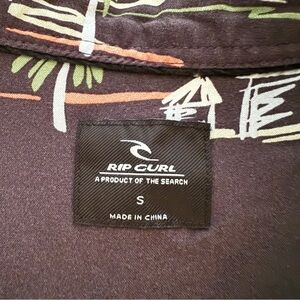 RIP CURL
A PRODUCT OF THE SEARCH
S
MADE IN CHINA